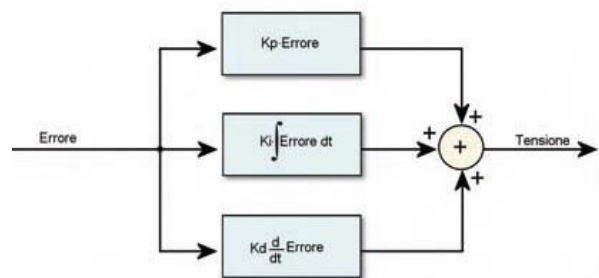 Kp·Errore
+
Errore
Ki·∫Errore dt
+
+
Tensione
+
Kd d/dt Errore